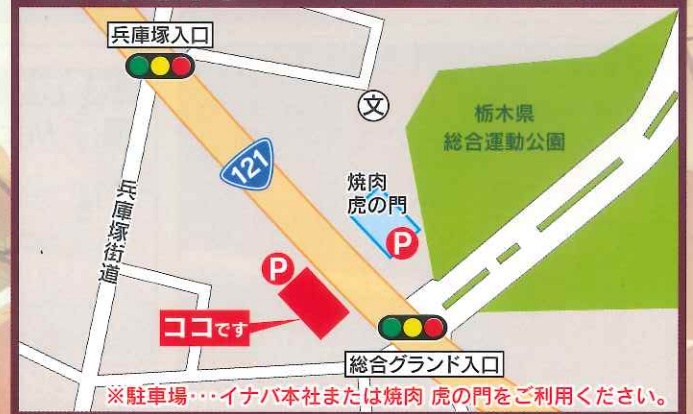 兵庫塚入口
文
栃木県
総合運動公園
121
焼肉
虎の門
兵庫塚街道
P
P
ココです
総合グランド入口
※駐車場･･･イナバ本社または焼肉 虎の門をご利用ください。